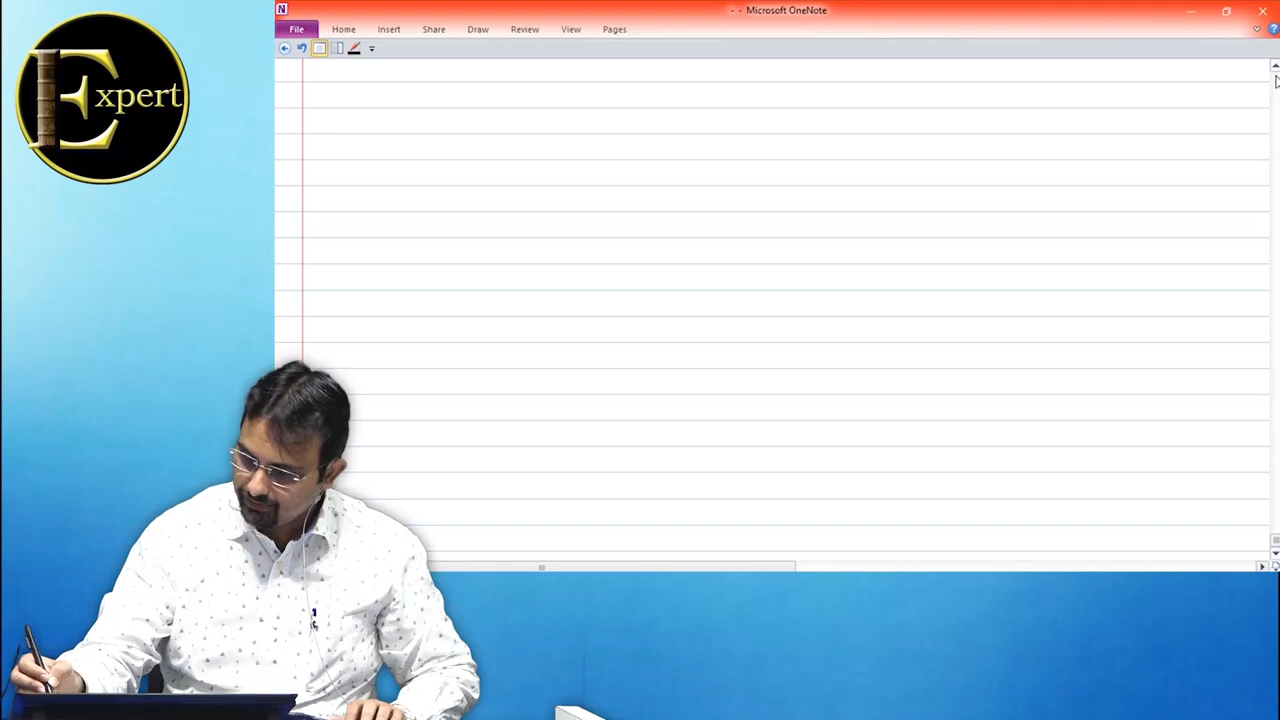 Expert
- - Microsoft OneNote
File Home Insert Share Draw Review View Pages